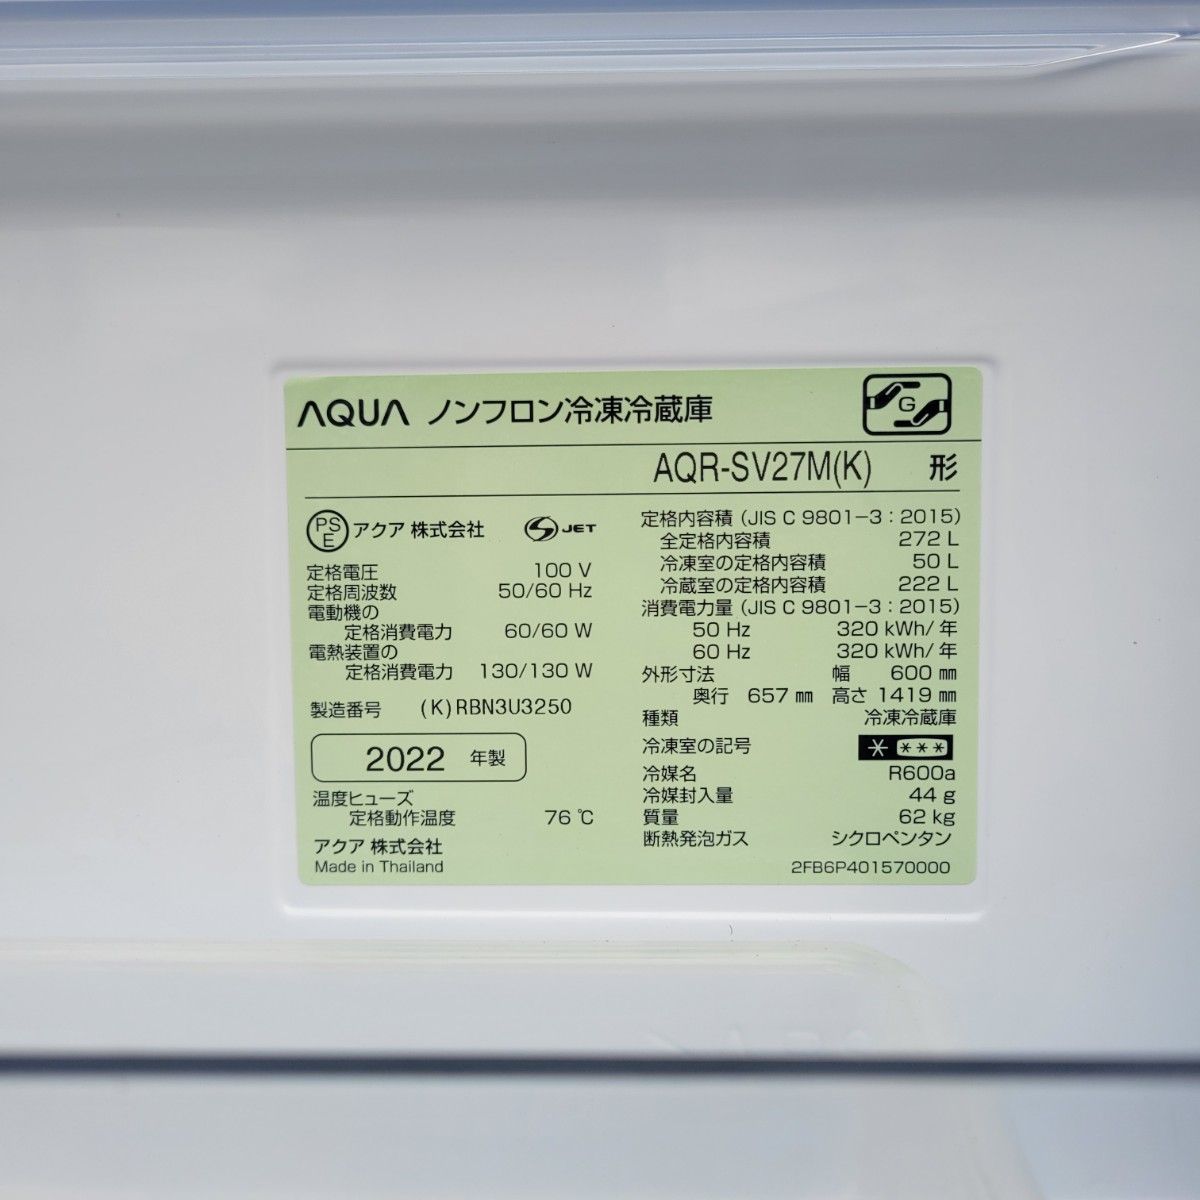 AQUA ノンフロン冷凍冷蔵庫
G
AQR-SV27M(K) 形
PSE アクア 株式会社 JET
定格電圧 100 V
定格周波数 50/60 Hz
電動機の
定格消費電力 60/60 W
電熱装置の
定格消費電力 130/130 W
製造番号 (K)RBN3U3250
2022 年製
温度ヒューズ
定格動作温度 76 ℃
アクア 株式会社
Made in Thailand
定格内容積 (JIS C 9801-3:2015)
全定格内容積 272 L
冷凍室の定格内容積 50 L
冷蔵室の定格内容積 222 L
消費電力量 (JIS C 9801-3:2015)
50 Hz 320 kWh/年
60 Hz 320 kWh/年
外形寸法 幅 600 ㎜
奥行 657 ㎜ 高さ 1419 ㎜
種類 冷凍冷蔵庫
冷凍室の記号 * ***
冷媒名 R600a
冷媒封入量 44 g
質量 62 kg
断熱発泡ガス シクロペンタン
2FB6P401570000